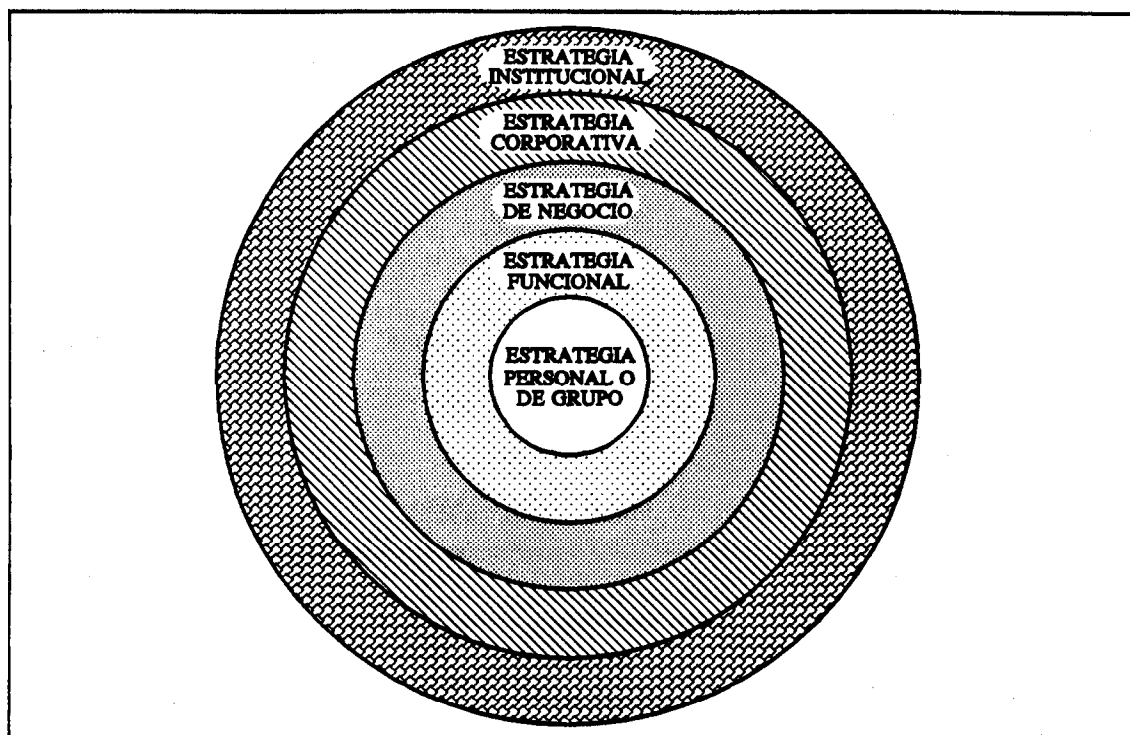 ESTRATEGIA
INSTITUCIONAL
ESTRATEGIA
CORPORATIVA
ESTRATEGIA
DE NEGOCIO
ESTRATEGIA
FUNCIONAL
ESTRATEGIA
PERSONAL O
DE GRUPO